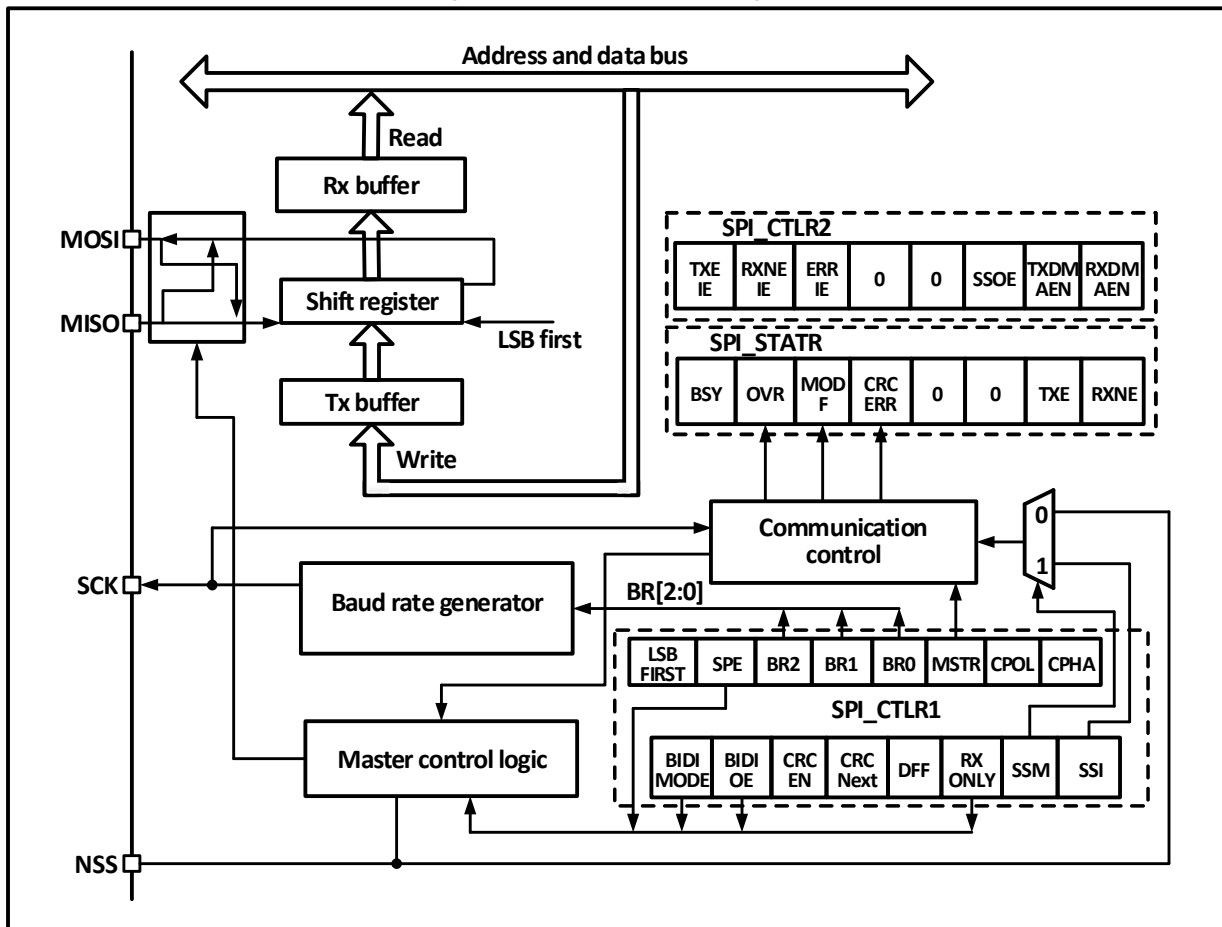 Address and data bus
Read
Rx buffer
MOSI
SPI_CTLR2
TXE
IE
RXNE
IE
ERR
IE
0
0
SSOE
TXDM
AEN
RXDM
AEN
Shift register
MISO
LSB first
SPI_STATR
BSY
OVR
MOD
F
CRC
ERR
0
0
TXE
RXNE
Tx buffer
Write
Communication
control
0
1
SCK
Baud rate generator
BR[2:0]
LSB
FIRST
SPE
BR2
BR1
BR0
MSTR
CPOL
CPHA
SPI_CTLR1
Master control logic
BIDI
MODE
BIDI
OE
CRC
EN
CRC
Next
DFF
RX
ONLY
SSM
SSI
NSS